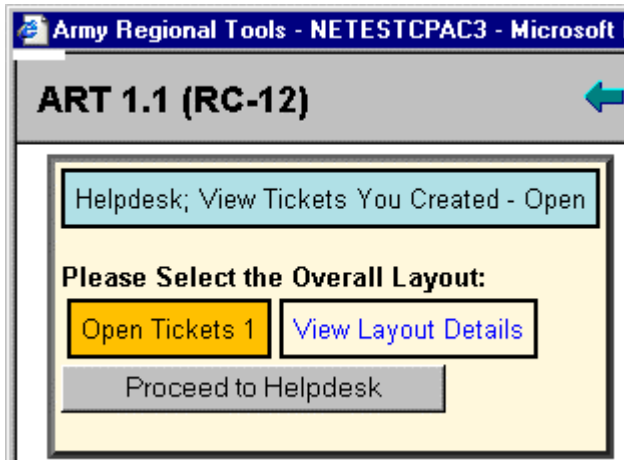 Army Regional Tools - NETESTCPAC3 - Microsoft
ART 1.1 (RC-12)
Helpdesk; View Tickets You Created - Open
Please Select the Overall Layout:
Open Tickets 1 View Layout Details
Proceed to Helpdesk